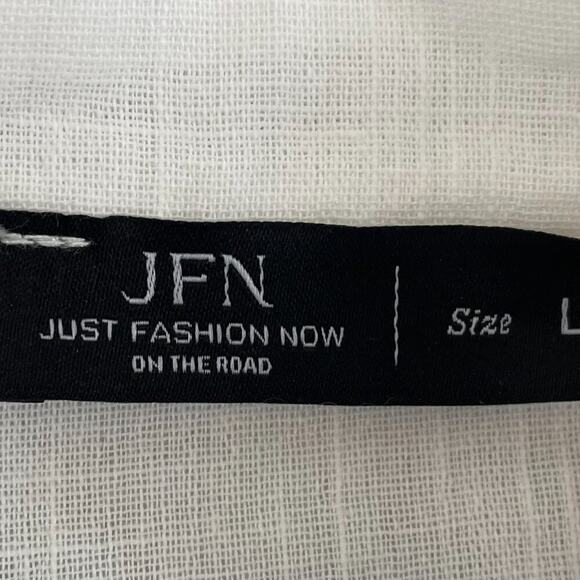 JFN
JUST FASHION NOW
ON THE ROAD
Size L